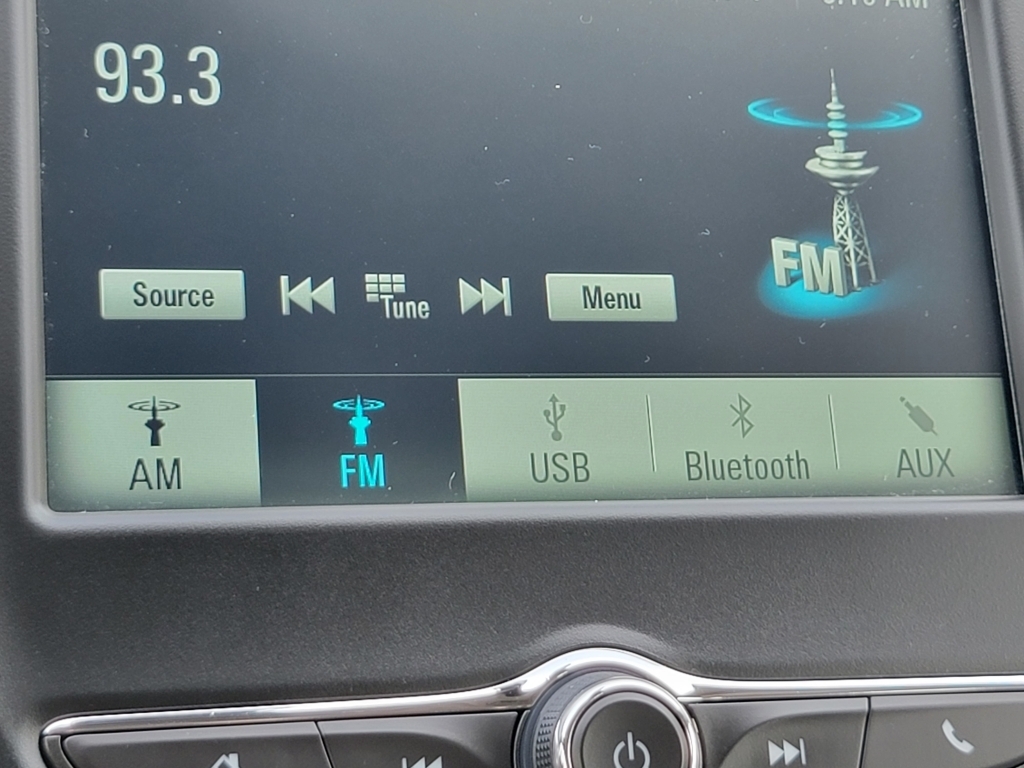 93.3
FM
Source
Tune
Menu
AM
FM
USB
Bluetooth
AUX